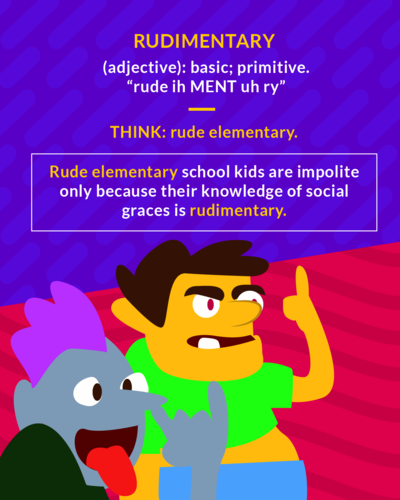 RUDIMENTARY
(adjective): basic; primitive.
“rude ih MENT uh ry”
THINK: rude elementary.
Rude elementary school kids are impolite
only because their knowledge of social
graces is rudimentary.